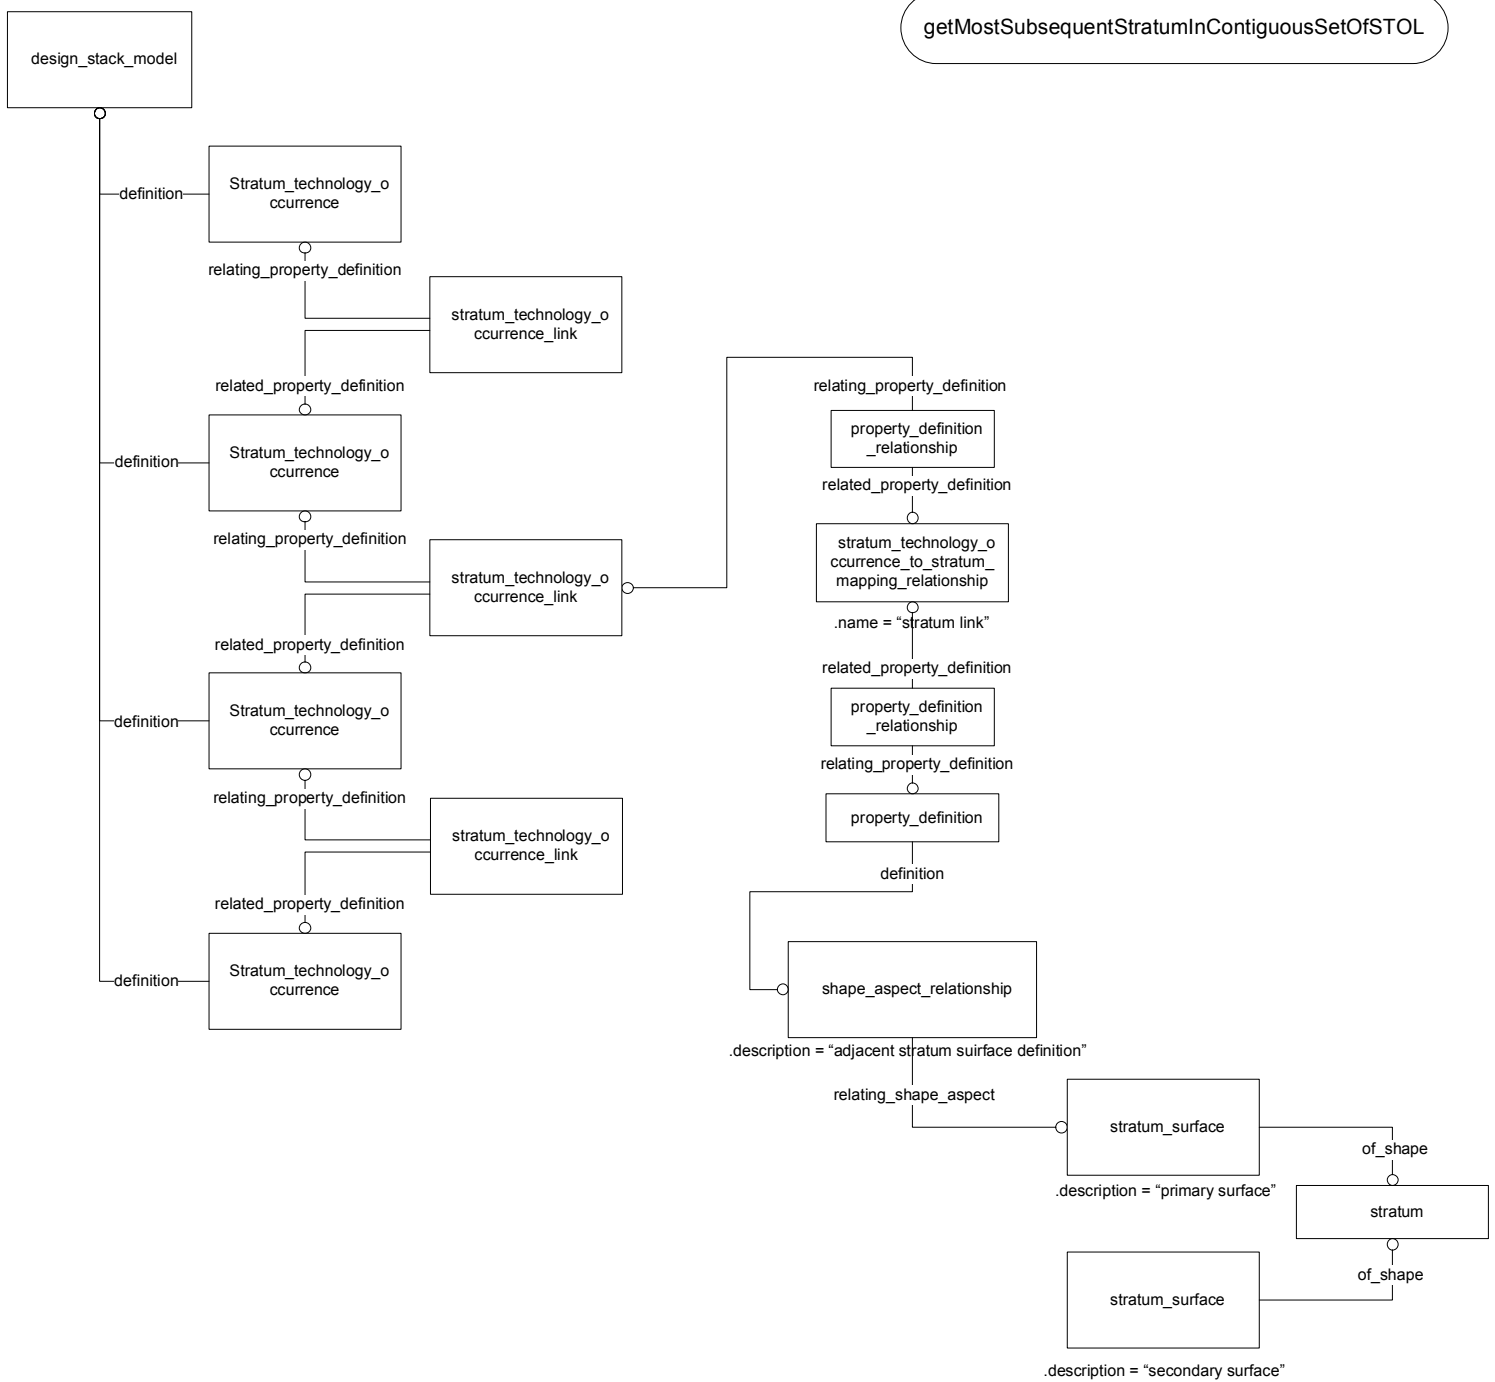 getMostSubsequentStratumInContiguousSetOfSTOL
design_stack_model
definition
Stratum_technology_o
ccurrence
relating_property_definition
stratum_technology_o
ccurrence_link
related_property_definition
definition
Stratum_technology_o
ccurrence
relating_property_definition
stratum_technology_o
ccurrence_link
related_property_definition
definition
Stratum_technology_o
ccurrence
relating_property_definition
stratum_technology_o
ccurrence_link
related_property_definition
definition
Stratum_technology_o
ccurrence
relating_property_definition
property_definition
_relationship
related_property_definition
stratum_technology_o
ccurrence_to_stratum_
mapping_relationship
.name = “stratum link”
related_property_definition
property_definition
_relationship
relating_property_definition
property_definition
definition
shape_aspect_relationship
.description = “adjacent stratum suirface definition”
relating_shape_aspect
stratum_surface
.description = “primary surface”
of_shape
stratum
of_shape
stratum_surface
.description = “secondary surface”